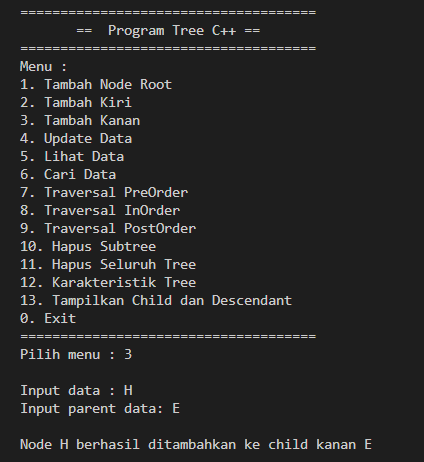 =====================================
==  Program Tree C++ ==
=====================================
Menu :
1. Tambah Node Root
2. Tambah Kiri
3. Tambah Kanan
4. Update Data
5. Lihat Data
6. Cari Data
7. Traversal PreOrder
8. Traversal InOrder
9. Traversal PostOrder
10. Hapus Subtree
11. Hapus Seluruh Tree
12. Karakteristik Tree
13. Tampilkan Child dan Descendant
0. Exit
=====================================
Pilih menu : 3
Input data : H
Input parent data: E
Node H berhasil ditambahkan ke child kanan E